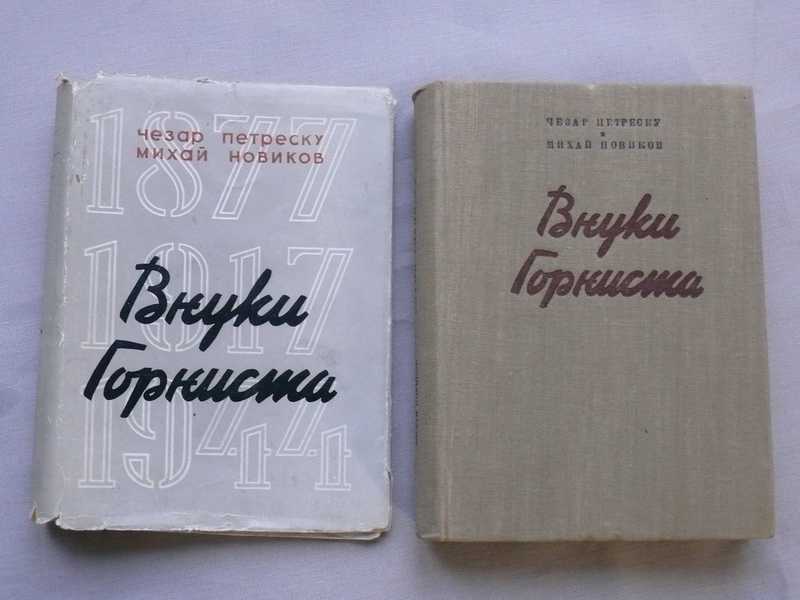 1877
чезар петреску
михай новиков
1917
Внуки
Горниста
1944
ЧЕЗАР ПЕТРЕСКУ
и
МИХАЙ НОВИКОВ
Внуки
Горниста